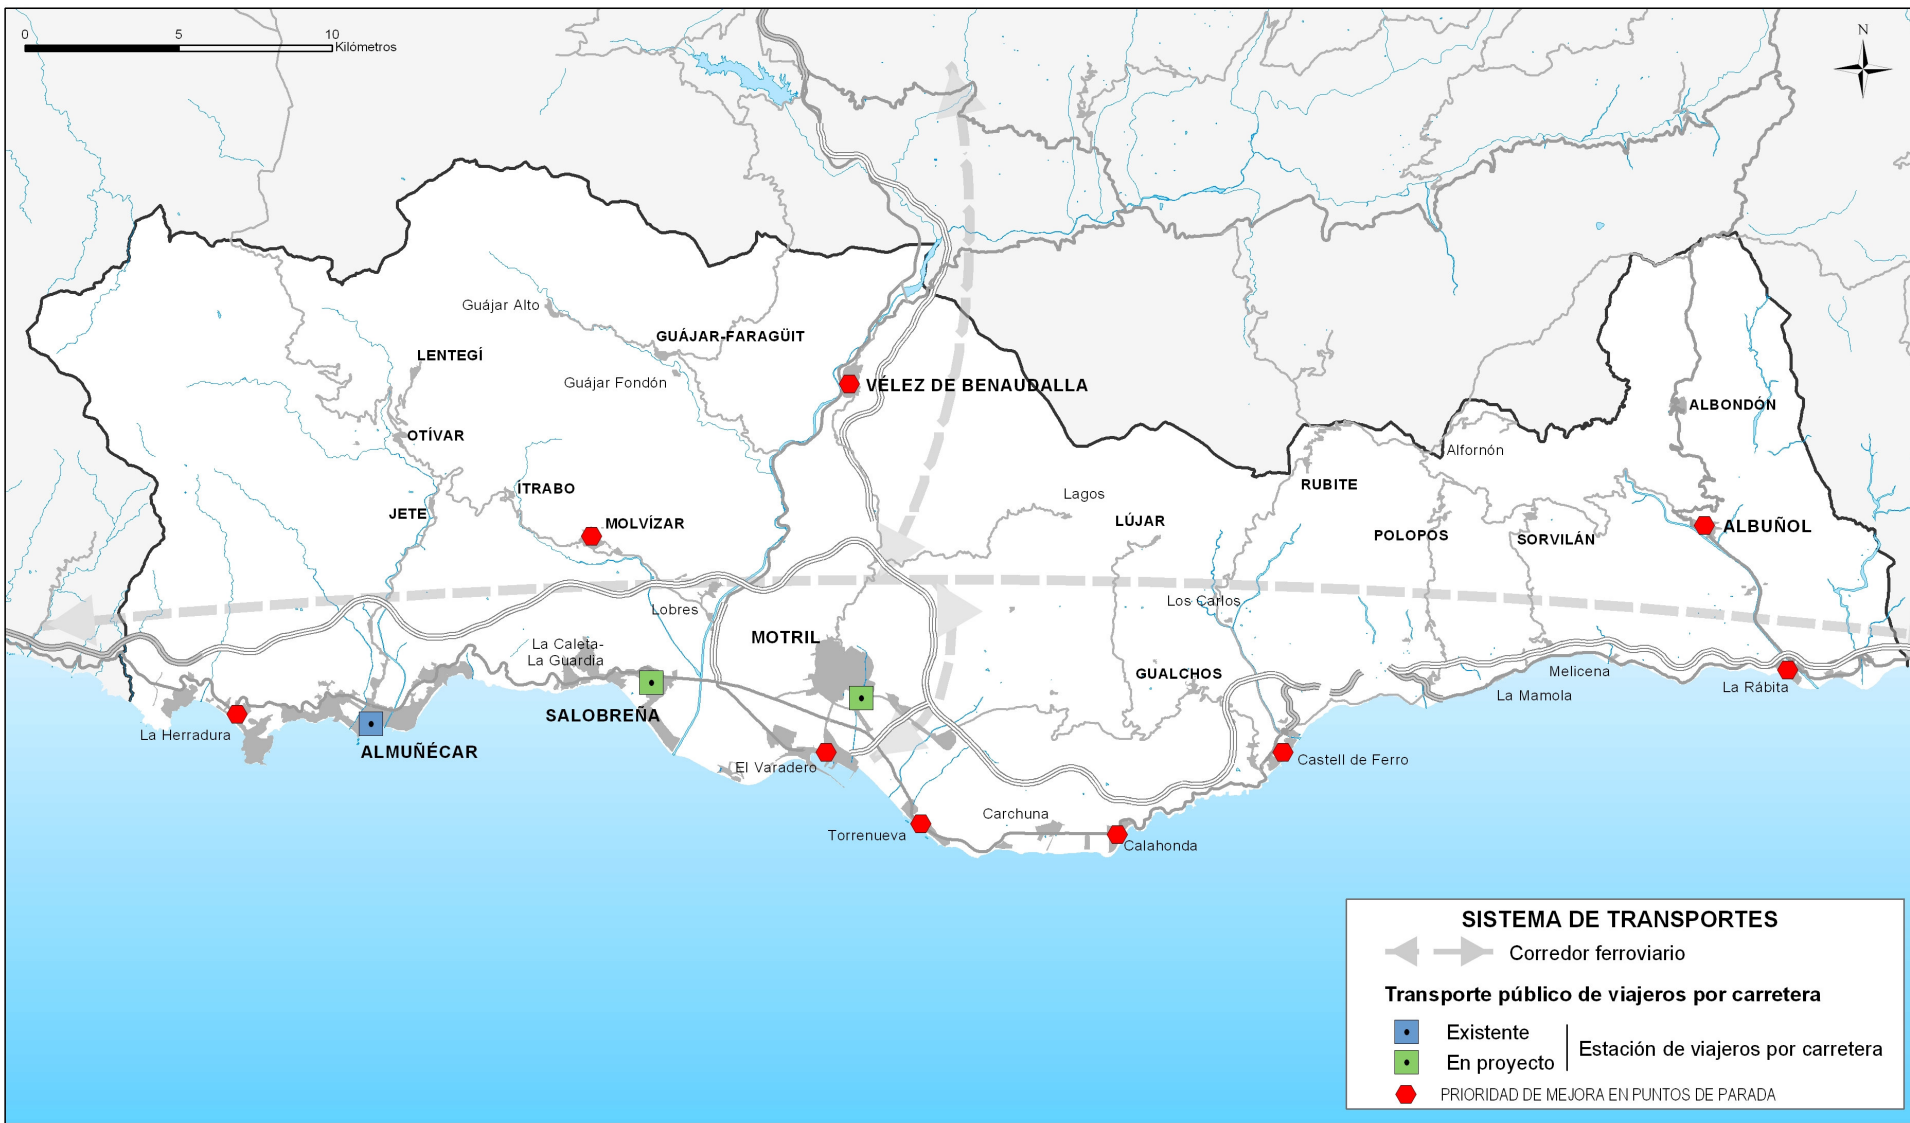 0 5 10
Kilómetros
N
Guájar Alto
GUÁJAR-FARAGÜIT
LENTEGÍ
Guájar Fondón
VÉLEZ DE BENAUDALLA
ALBONDÓN
OTÍVAR
Alfornón
RUBITE
ÍTRABO
Lagos
JETE
MOLVÍZAR
LÚJAR
ALBUÑOL
POLOPOS
SORVILÁN
Lobres
Los Carlos
MOTRIL
La Caleta-
La Guardia
GUALCHOS
Melicena
La Rábita
La Mamola
SALOBREÑA
La Herradura
ALMUÑÉCAR
El Varadero
Castell de Ferro
Carchuna
Torrenueva
Calahonda
SISTEMA DE TRANSPORTES
Corredor ferroviario
Transporte público de viajeros por carretera
Existente
En proyecto
Estación de viajeros por carretera
PRIORIDAD DE MEJORA EN PUNTOS DE PARADA